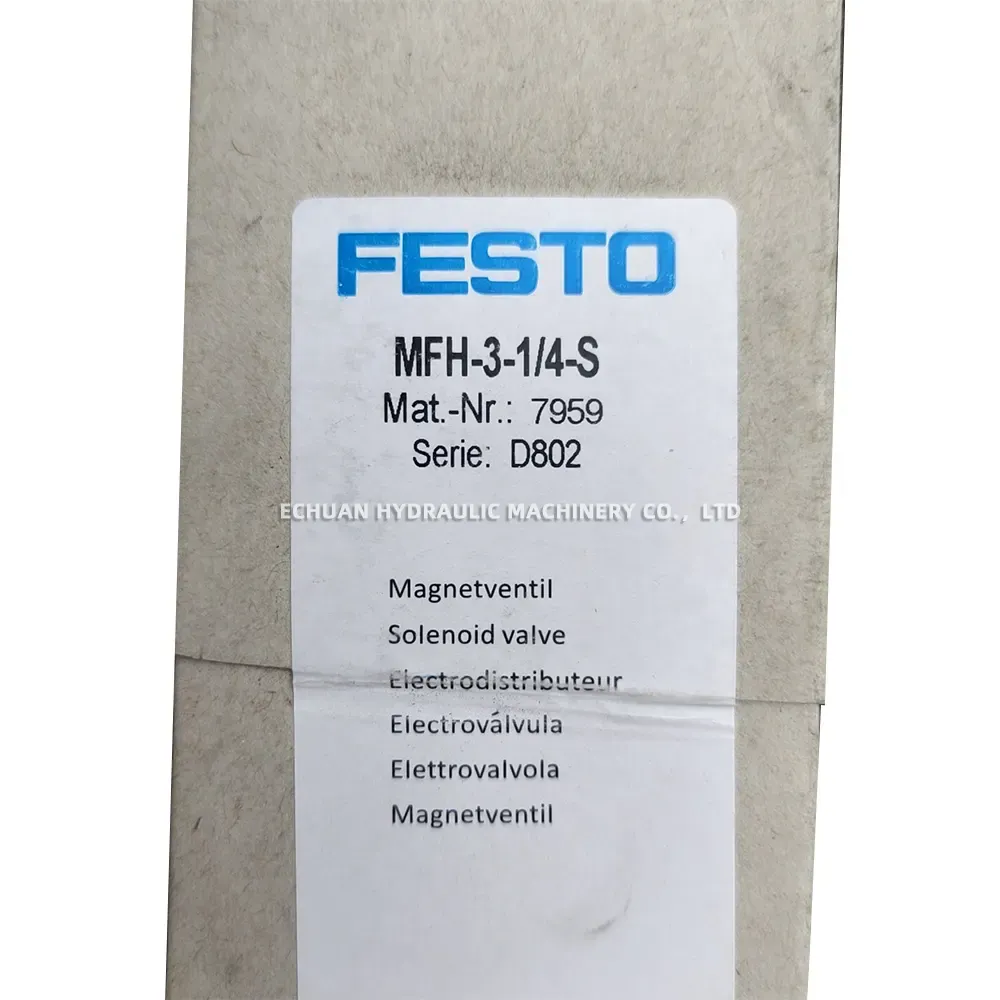 FESTO
MFH-3-1/4-S
Mat.-Nr.: 7959
Serie: D802
ECHUAN HYDRAULIC MACHINERY CO., LTD
Magnetventil
Solenoid valve
Electrodistributeur
Electroválvula
Elettrovalvola
Magnetventil